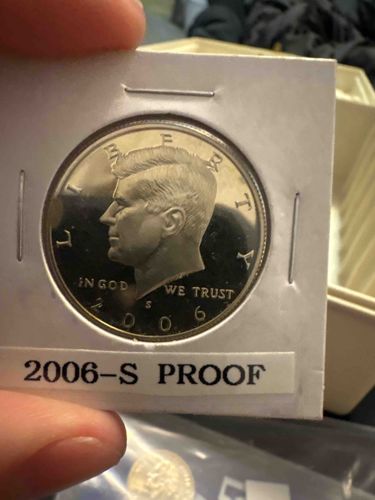 LIBERTY
IN GOD WE TRUST
S
2006
2006-S PROOF